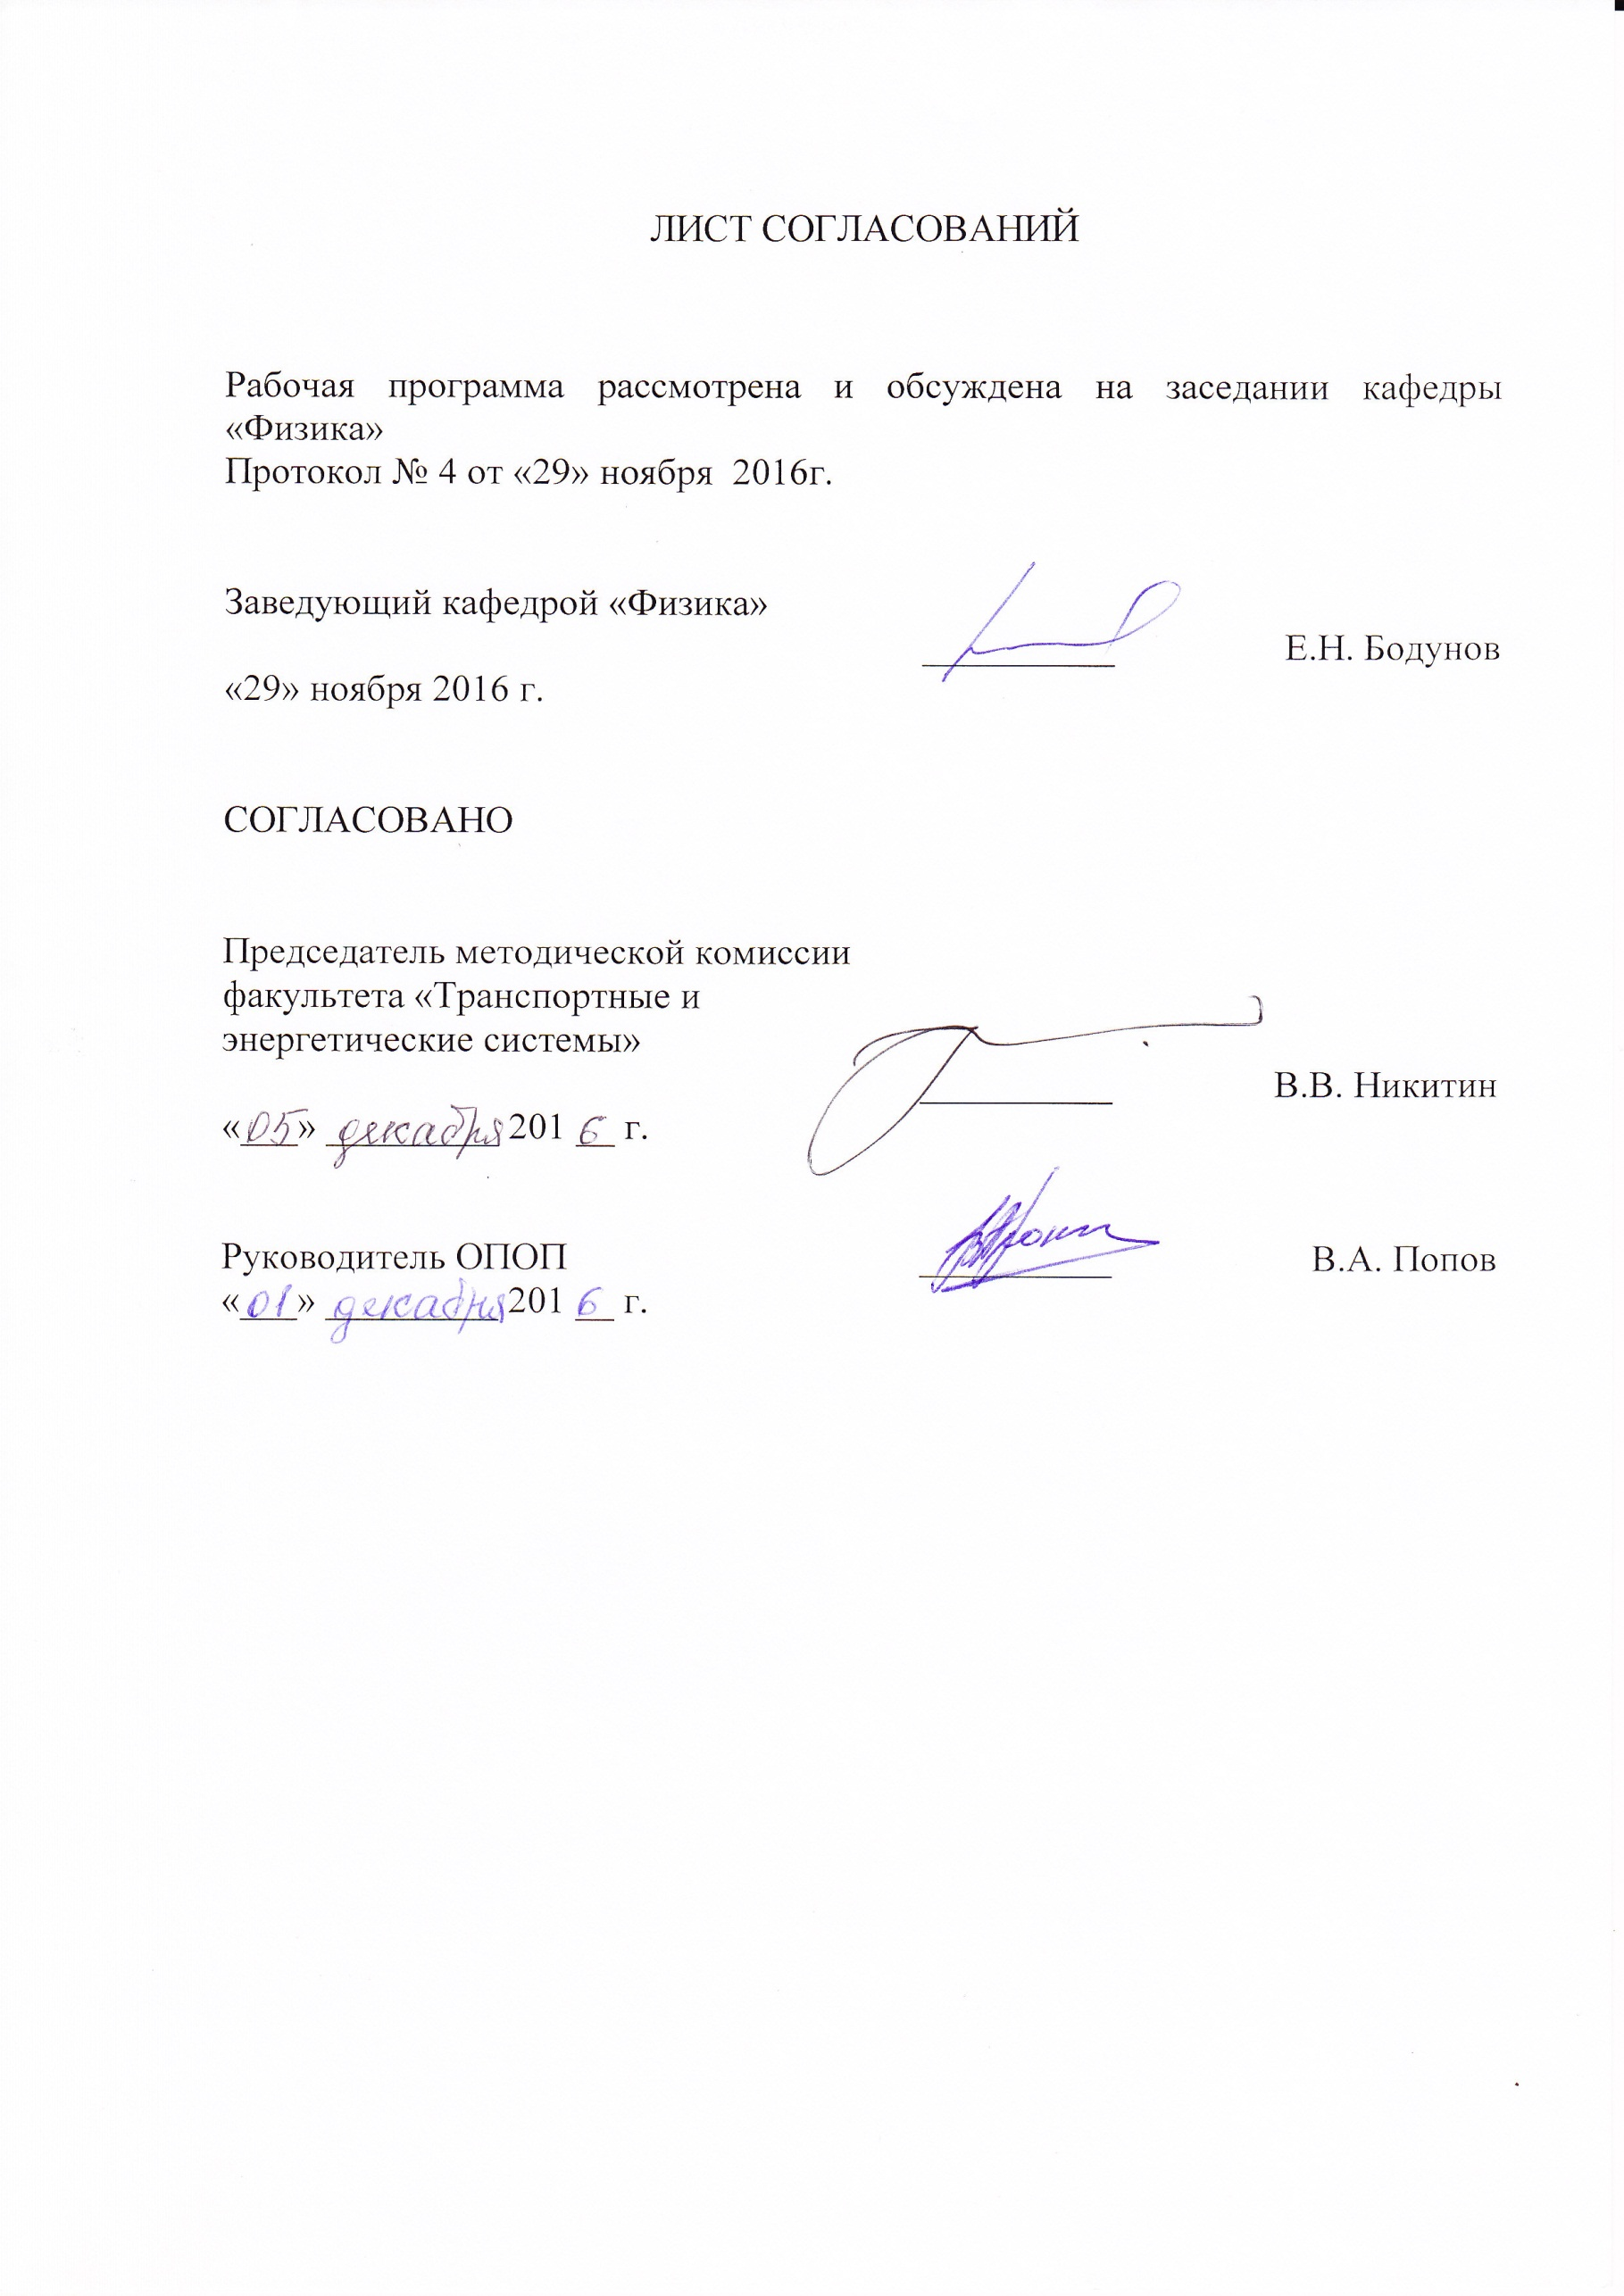 ЛИСТ СОГЛАСОВАНИЙ
Рабочая программа рассмотрена и обсуждена на заседании кафедры
«Физика»
Протокол № 4 от «29» ноября 2016г.
Заведующий кафедрой «Физика»
Е.Н. Бодунов
«29» ноября 2016 г.
СОГЛАСОВАНО
Председатель методической комиссии
факультета «Транспортные и
энергетические системы»
В.В. Никитин
«05» декабря 2016 г.
Руководитель ОПОП В.А. Попов
«01» декабря 2016 г.